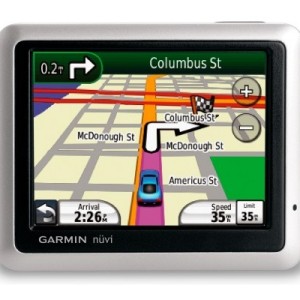 Columbus St
0.2
Columbus St
McDonough St
McDonough St
Americus St
Arrival
2:26
Speed
35
Limit
35
GARMIN nüvi